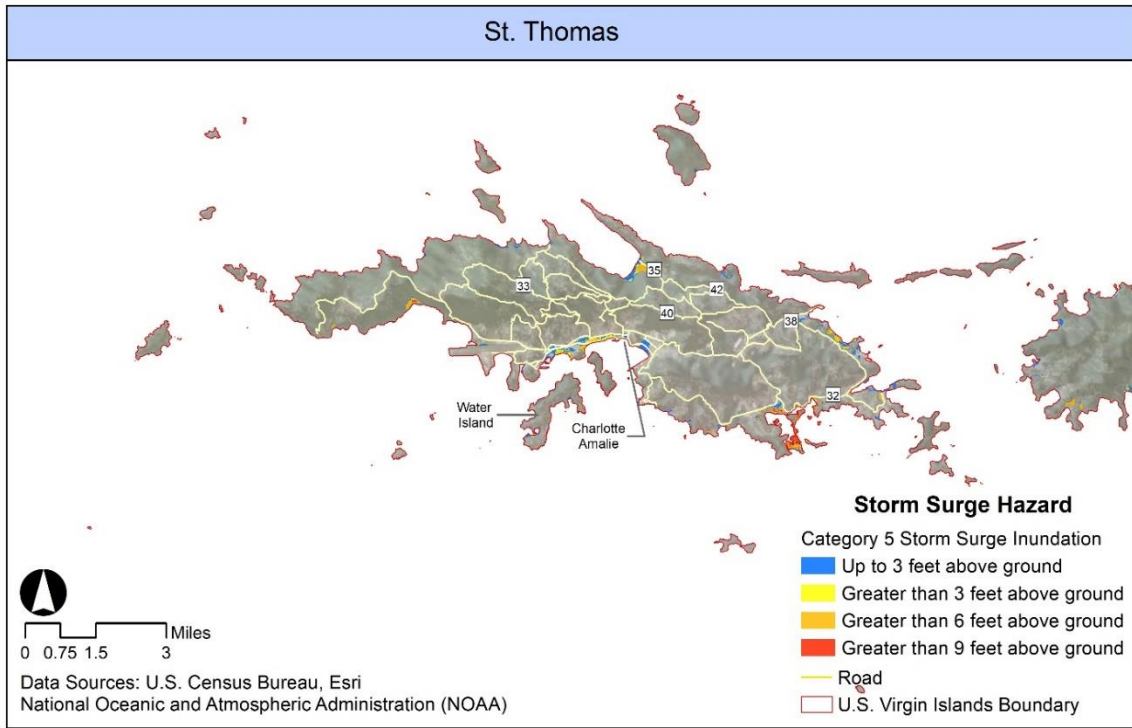 St. Thomas
35
33
42
40
38
32
Water
Island
Charlotte
Amalie
Storm Surge Hazard
Category 5 Storm Surge Inundation
Up to 3 feet above ground
Greater than 3 feet above ground
Greater than 6 feet above ground
Greater than 9 feet above ground
Road
U.S. Virgin Islands Boundary
Miles
0 0.75 1.5 3
Data Sources: U.S. Census Bureau, Esri
National Oceanic and Atmospheric Administration (NOAA)